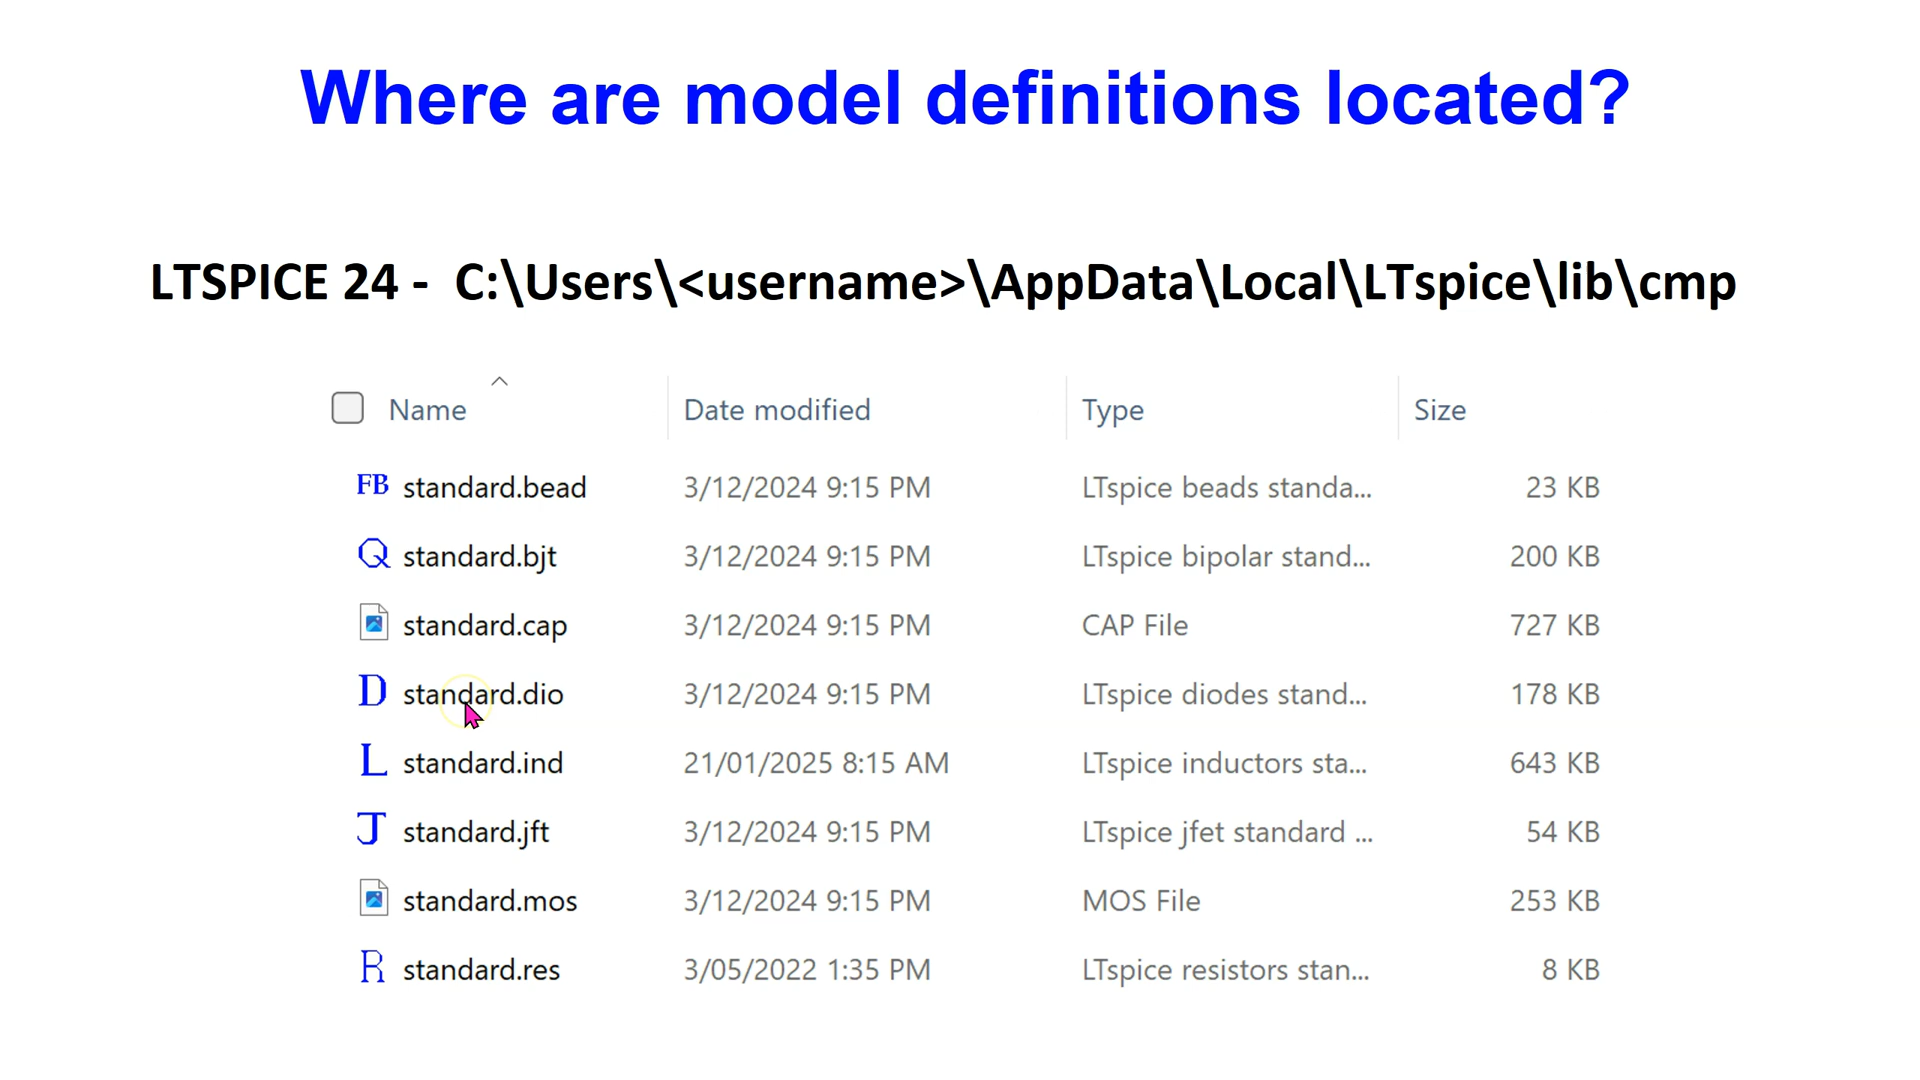 Where are model definitions located?
LTSPICE 24 - C:\Users\<username>\AppData\Local\LTspice\lib\cmp
Name Date modified Type Size
FB standard.bead 3/12/2024 9:15 PM LTspice beads standa... 23 KB
Q standard.bjt 3/12/2024 9:15 PM LTspice bipolar stand... 200 KB
standard.cap 3/12/2024 9:15 PM CAP File 727 KB
D standard.dio 3/12/2024 9:15 PM LTspice diodes stand... 178 KB
L standard.ind 21/01/2025 8:15 AM LTspice inductors sta... 643 KB
J standard.jft 3/12/2024 9:15 PM LTspice jfet standard ... 54 KB
standard.mos 3/12/2024 9:15 PM MOS File 253 KB
R standard.res 3/05/2022 1:35 PM LTspice resistors stan... 8 KB